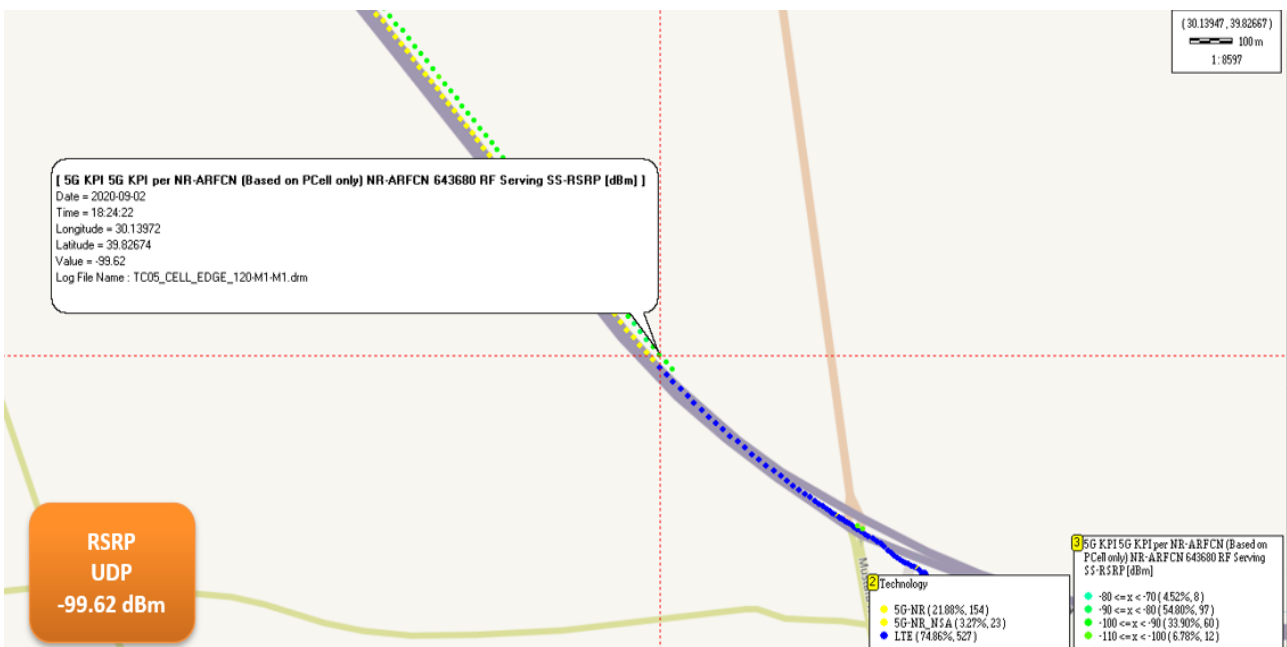 (30.13947, 39.82667)
100 m
1:8597
[ 5G KPI 5G KPI per NR-ARFCN (Based on PCell only) NR-ARFCN 643680 RF Serving SS-RSRP [dBm] ]
Date = 2020-09-02
Time = 18:24:22
Longitude = 30.13972
Latitude = 39.82674
Value = -99.62
Log File Name : TC05_CELL_EDGE_120-M1-M1.drm
RSRP
UDP
-99.62 dBm
2 Technology
5G-NR (21.88%, 154)
5G-NR_NSA (3.27%, 23)
LTE (74.86%, 527)
3 5G KPI 5G KPI per NR-ARFCN (Based on
PCell only) NR-ARFCN 643680 RF Serving
SS-RSRP [dBm]
-80 <=x < -70 (4.52%, 8)
-90 <=x < -80 (54.80%, 97)
-100 <=x < -90 (33.90%, 60)
-110 <=x < -100 (6.78%, 12)